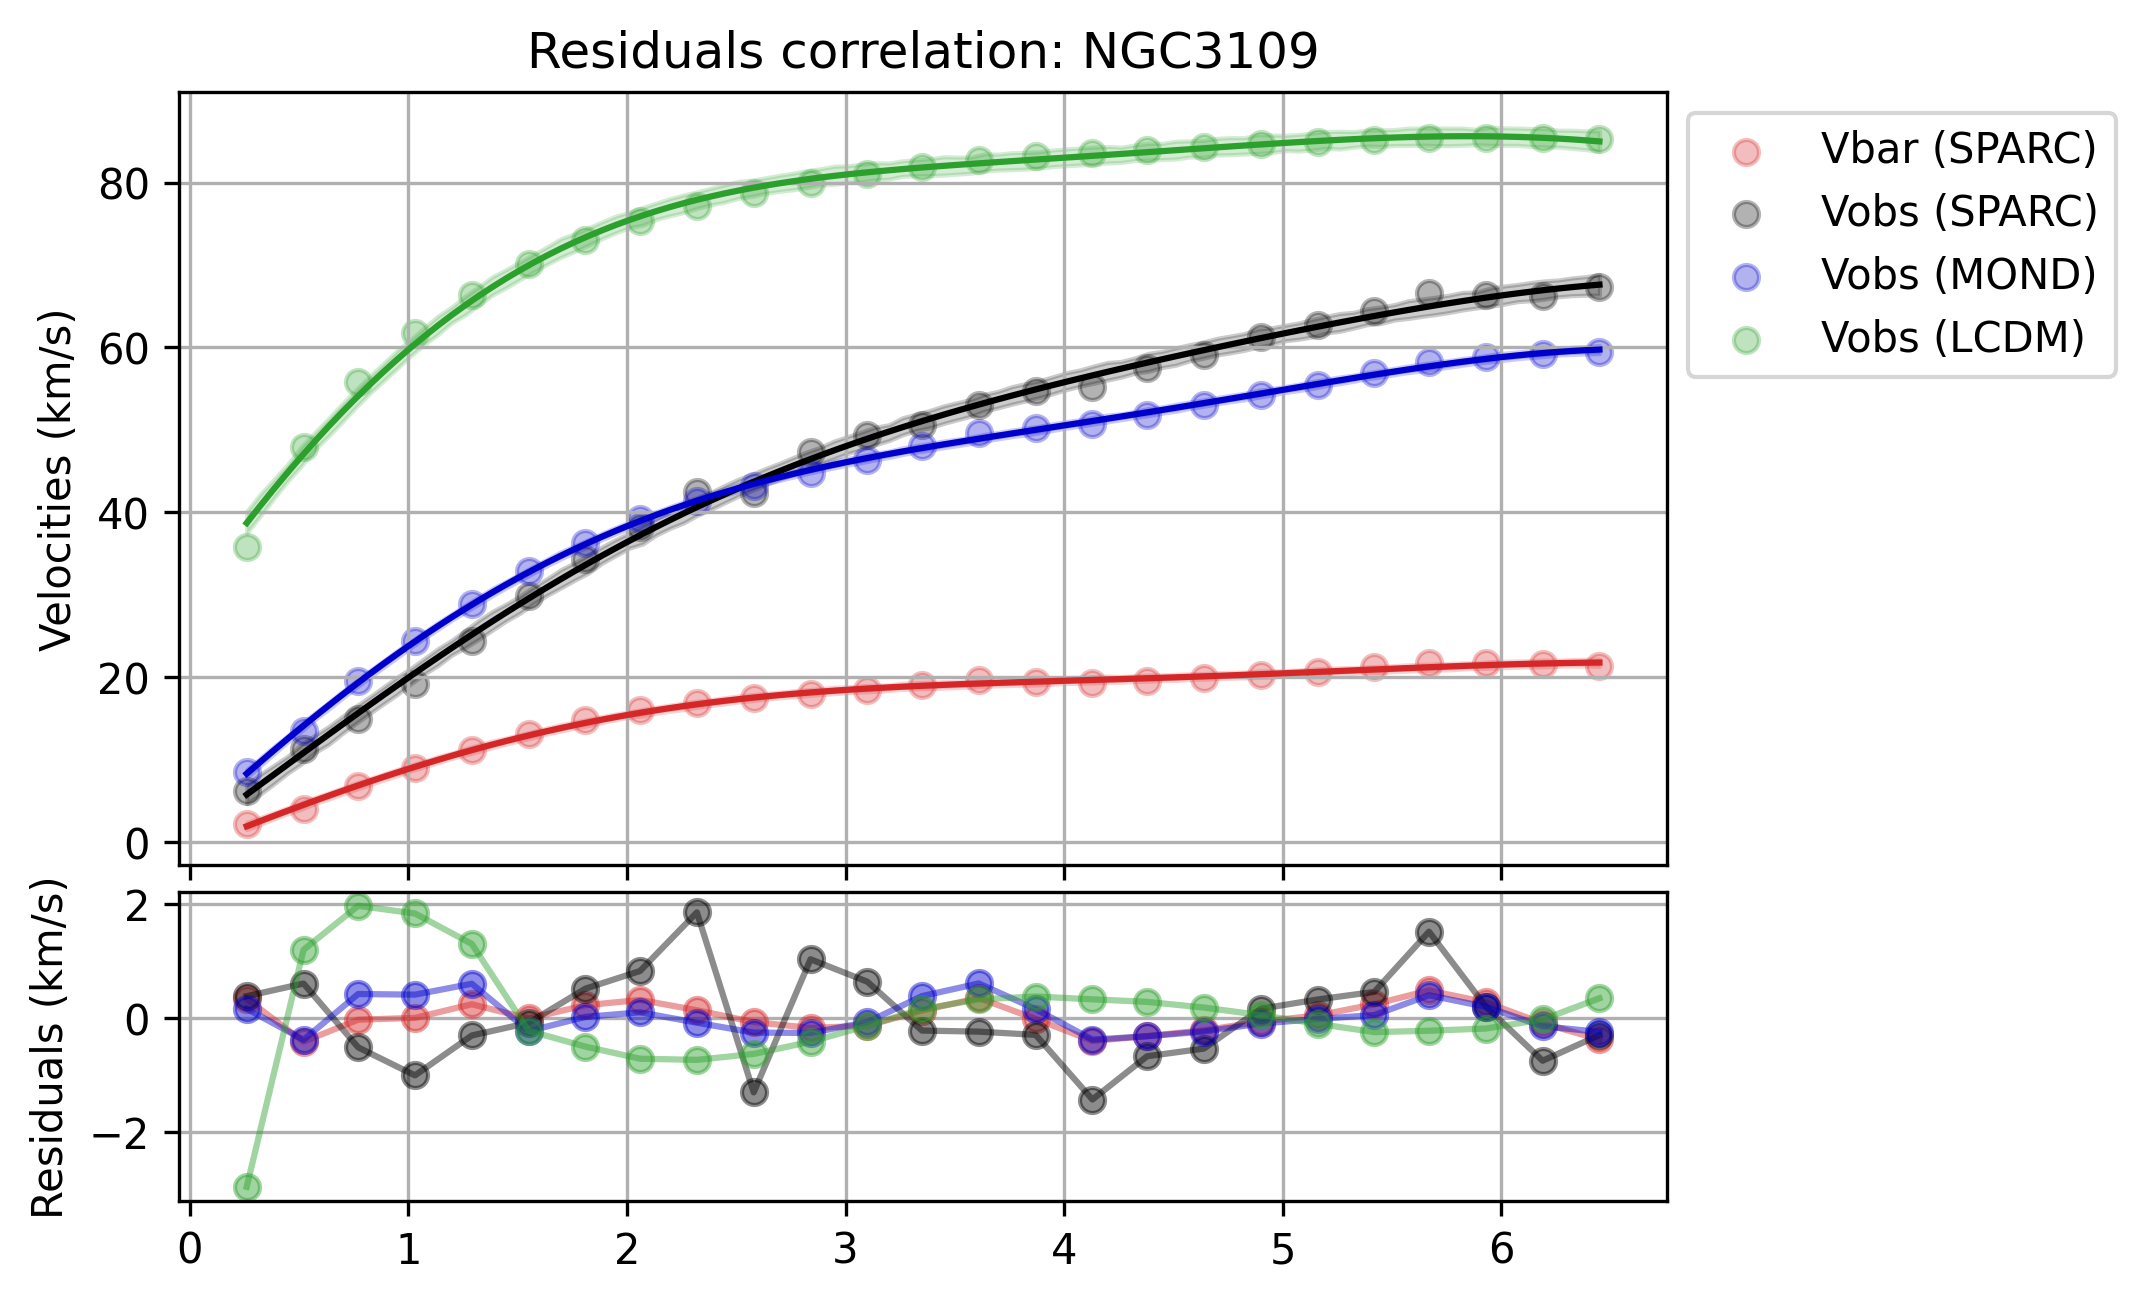 Residuals correlation: NGC3109
Velocities (km/s)
80
60
40
20
0
Vbar (SPARC)
Vobs (SPARC)
Vobs (MOND)
Vobs (LCDM)
Residuals (km/s)
2
0
−2
0 1 2 3 4 5 6